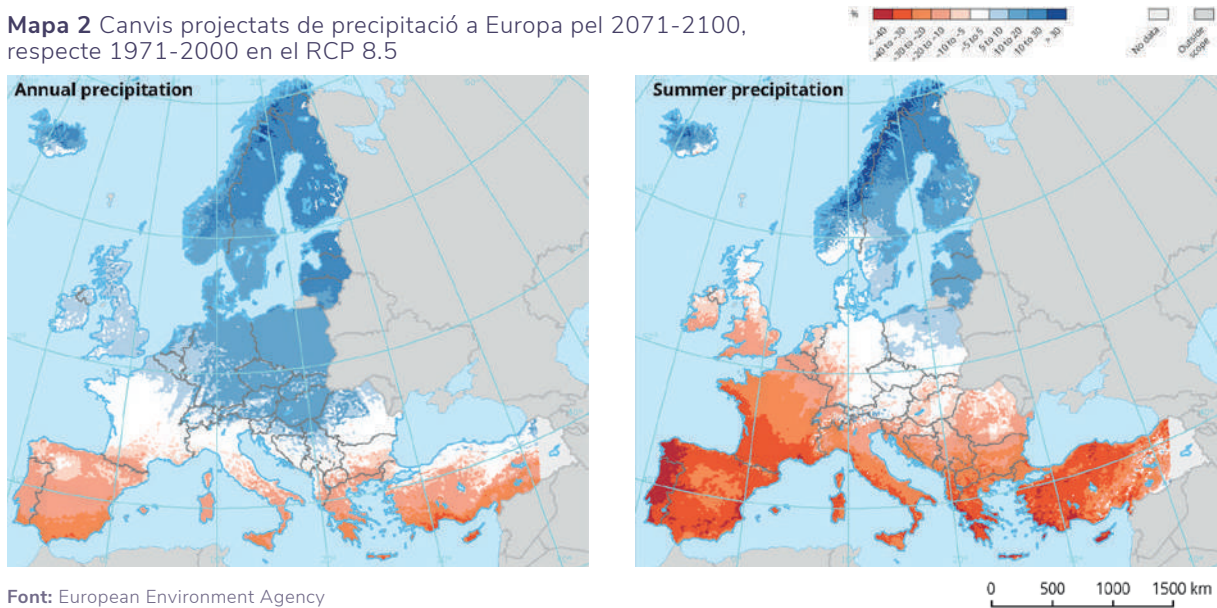 Mapa 2 Canvis projectats de precipitació a Europa pel 2071-2100,
respecte 1971-2000 en el RCP 8.5
%
< -40
-40 to -30
-30 to -20
-20 to -10
-10 to -5
-5 to 5
5 to 10
10 to 20
-10 to 30
> 30
No data
Outside
scope
Annual precipitation
Summer precipitation
Font: European Environment Agency
0 500 1000 1500 km